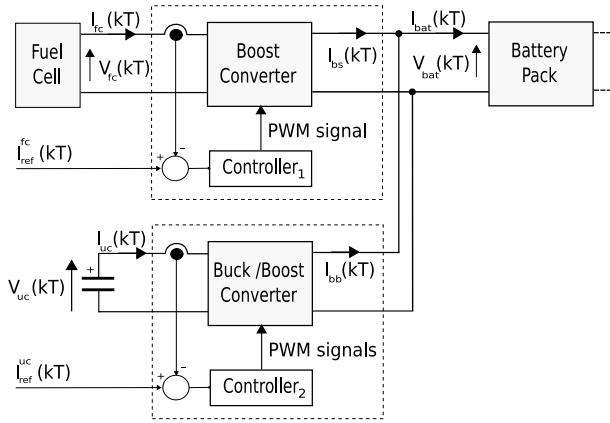 I_fc(kT)
I_bat(kT)
Fuel
Cell
V_fc(kT)
Boost
Converter
I_bs(kT)
V_bat(kT)
Battery
Pack
PWM signal
I_ref^fc(kT)
+
-
Controller_1
I_uc(kT)
+
V_uc(kT)
Buck /Boost
Converter
I_bb(kT)
PWM signals
I_ref^uc(kT)
+
-
Controller_2